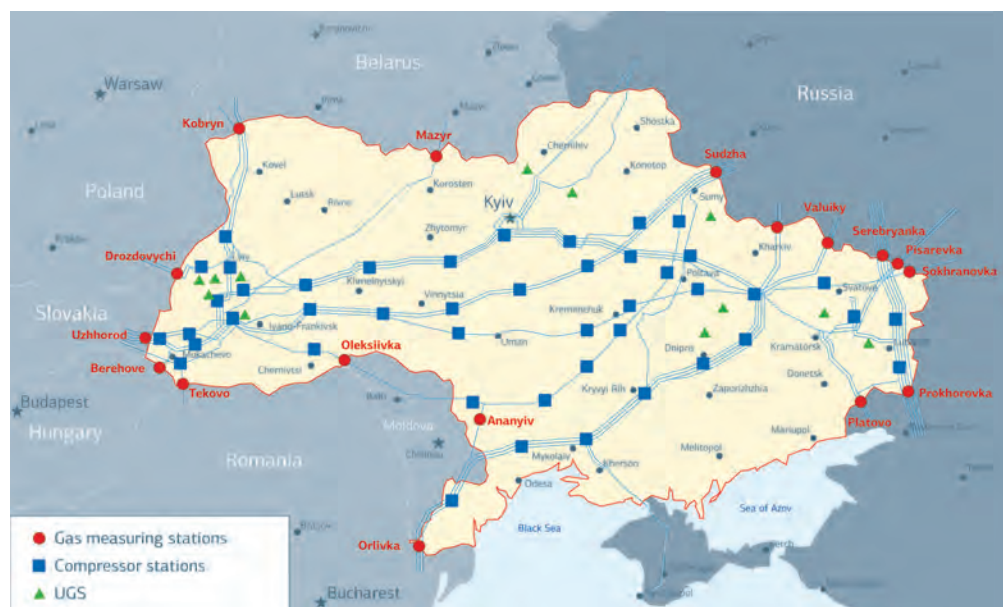 Belarus
Warsaw
Russia
Shostka
Kobryn
Mazyr
Chernihiv
Kovel
Sudzha
Konotop
Poland
Korosten
Lutsk
Rivne
Sumy
Kyiv
Valuiky
Zhytomyr
Serebryanka
Kharkiv
Pisarevka
Drozdovychi
Sokhranovka
Khmelnytskyi
Poltava
Svatovo
Vinnytsia
Slovakia
Kremenchuk
Ivano-Frankivsk
Uzhhorod
Uman
Kramatorsk
Mukachevo
Oleksiivka
Dnipro
Berehove
Chernivtsi
Donetsk
Tekovo
Kryvyi Rih
Zaporizhzhia
Prokhorovka
Budapest
Ananyiv
Platovo
Hungary
Moldova
Mariupol
Mykolaiv
Melitopol
Romania
Kherson
Odesa
Sea of Azov
Black Sea
Gas measuring stations
Orlivka
Compressor stations
UGS
Bucharest